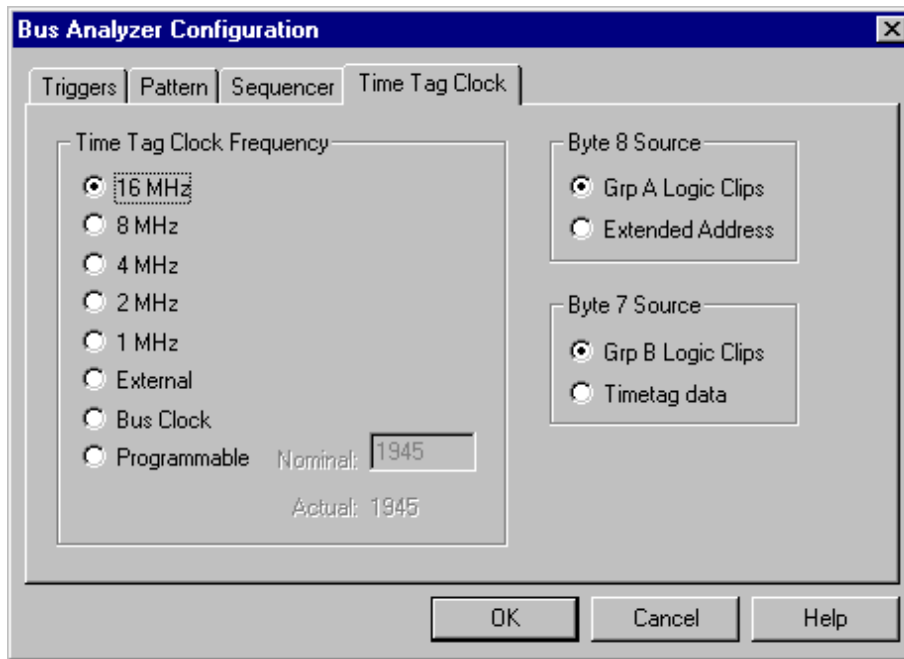 Bus Analyzer Configuration
Triggers Pattern Sequencer Time Tag Clock
Time Tag Clock Frequency
16 MHz
8 MHz
4 MHz
2 MHz
1 MHz
External
Bus Clock
Programmable Nominal: 1945
Actual: 1945
Byte 8 Source
Grp A Logic Clips
Extended Address
Byte 7 Source
Grp B Logic Clips
Timetag data
OK Cancel Help